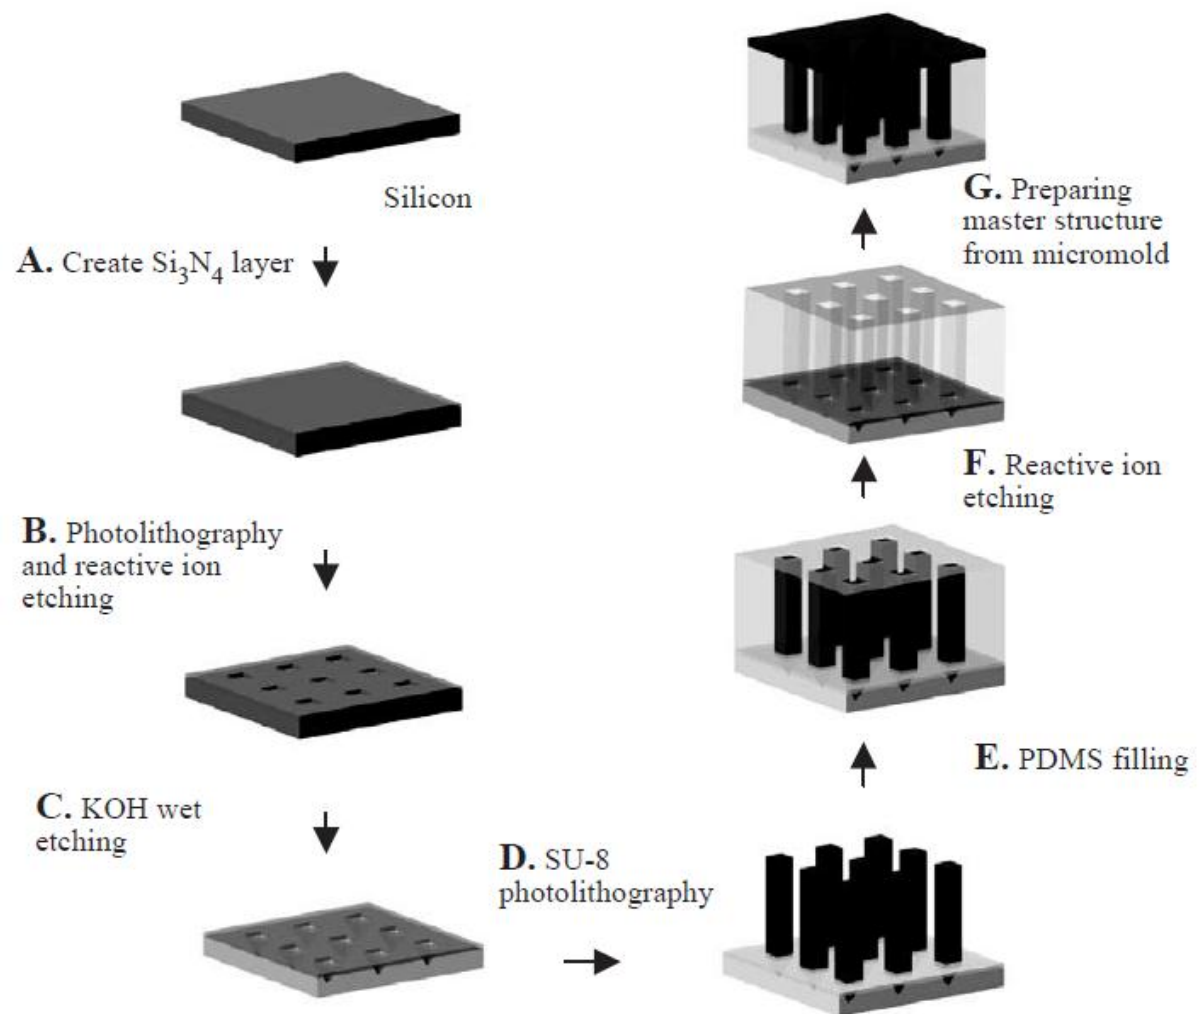 Silicon
A. Create Si₃N₄ layer
B. Photolithography
and reactive ion
etching
C. KOH wet
etching
D. SU-8
photolithography
E. PDMS filling
F. Reactive ion
etching
G. Preparing
master structure
from micromold